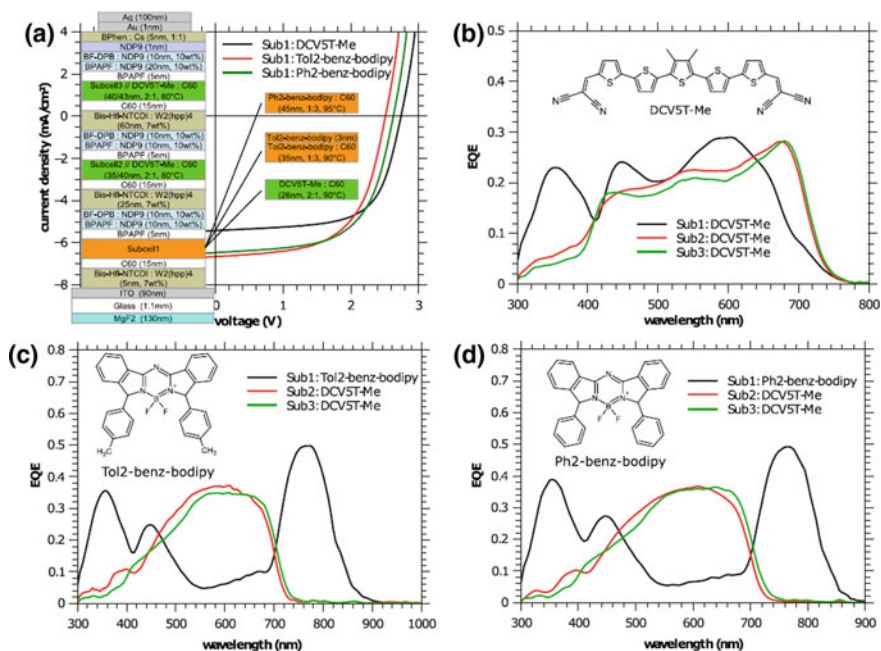 (a)
Ag (100nm)
Au (1nm)
BPhen : Cs (5nm, 1:1)
NDP9 (1nm)
BF-DPB : NDP9 (10nm, 10wt%)
BPAPF : NDP9 (20nm, 10wt%)
BPAPF (5nm)
Subcell3 // DCV5T-Me : C60
(40/43nm, 2:1, 80°C)
C60 (15nm)
Bis-Hfl-NTCDI : W2(hpp)4
(60nm, 7wt%)
BF-DPB : NDP9 (10nm, 10wt%)
BPAPF : NDP9 (10nm, 10wt%)
BPAPF (5nm)
Subcell2 // DCV5T-Me : C60
(35/40nm, 2:1, 80°C)
C60 (15nm)
Bis-Hfl-NTCDI : W2(hpp)4
(25nm, 7wt%)
BF-DPB : NDP9 (10nm, 10wt%)
BPAPF : NDP9 (10nm, 10wt%)
BPAPF (5nm)
Subcell1
C60 (15nm)
Bis-Hfl-NTCDI : W2(hpp)4
(5nm, 7wt%)
ITO (90nm)
Glass (1.1mm)
MgF2 (130nm)
Sub1: DCV5T-Me
Sub1: Tol2-benz-bodipy
Sub1: Ph2-benz-bodipy
Ph2-benz-bodipy : C60
(45nm, 1:3, 95°C)
Tol2-benz-bodipy (3nm)
Tol2-benz-bodipy : C60
(35nm, 1:3, 90°C)
DCV5T-Me : C60
(26nm, 2:1, 90°C)
current density (mA/cm²)
4
2
0
−2
−4
−6
−8
0 1 2 3
voltage (V)
(b)
S S S S S
N N N N
DCV5T-Me
Sub1: DCV5T-Me
Sub2: DCV5T-Me
Sub3: DCV5T-Me
EQE
0.5
0.4
0.3
0.2
0.1
0
300 400 500 600 700 800
wavelength (nm)
(c)
N
N N⁺
B
F F
H₃C CH₃
Tol2-benz-bodipy
Sub1: Tol2-benz-bodipy
Sub2: DCV5T-Me
Sub3: DCV5T-Me
EQE
0.8
0.7
0.6
0.5
0.4
0.3
0.2
0.1
0
300 400 500 600 700 800 900 1000
wavelength (nm)
(d)
N
N N⁺
B
F F
Ph2-benz-bodipy
Sub1: Ph2-benz-bodipy
Sub2: DCV5T-Me
Sub3: DCV5T-Me
EQE
0.8
0.7
0.6
0.5
0.4
0.3
0.2
0.1
0
300 400 500 600 700 800 900
wavelength (nm)